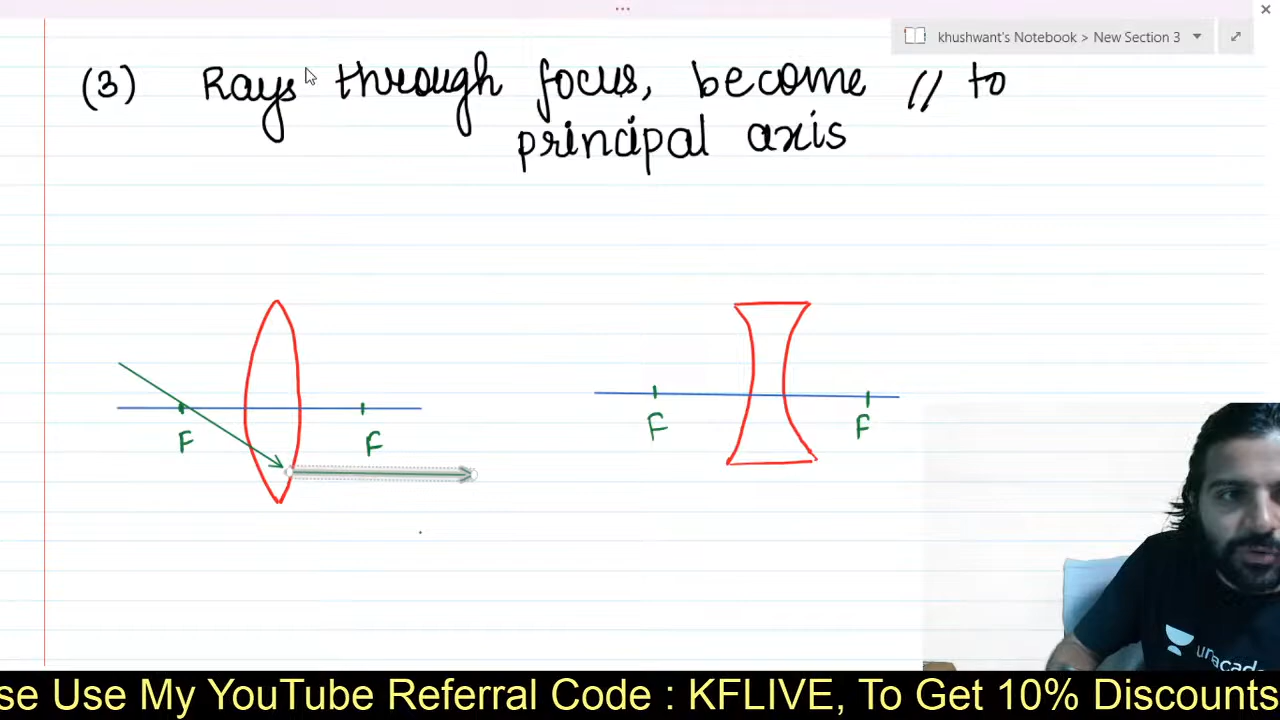 khushwant's Notebook > New Section 3
(3) Rays through focus, become // to
principal axis
F
F
F
F
se Use My YouTube Referral Code : KFLIVE, To Get 10% Discounts